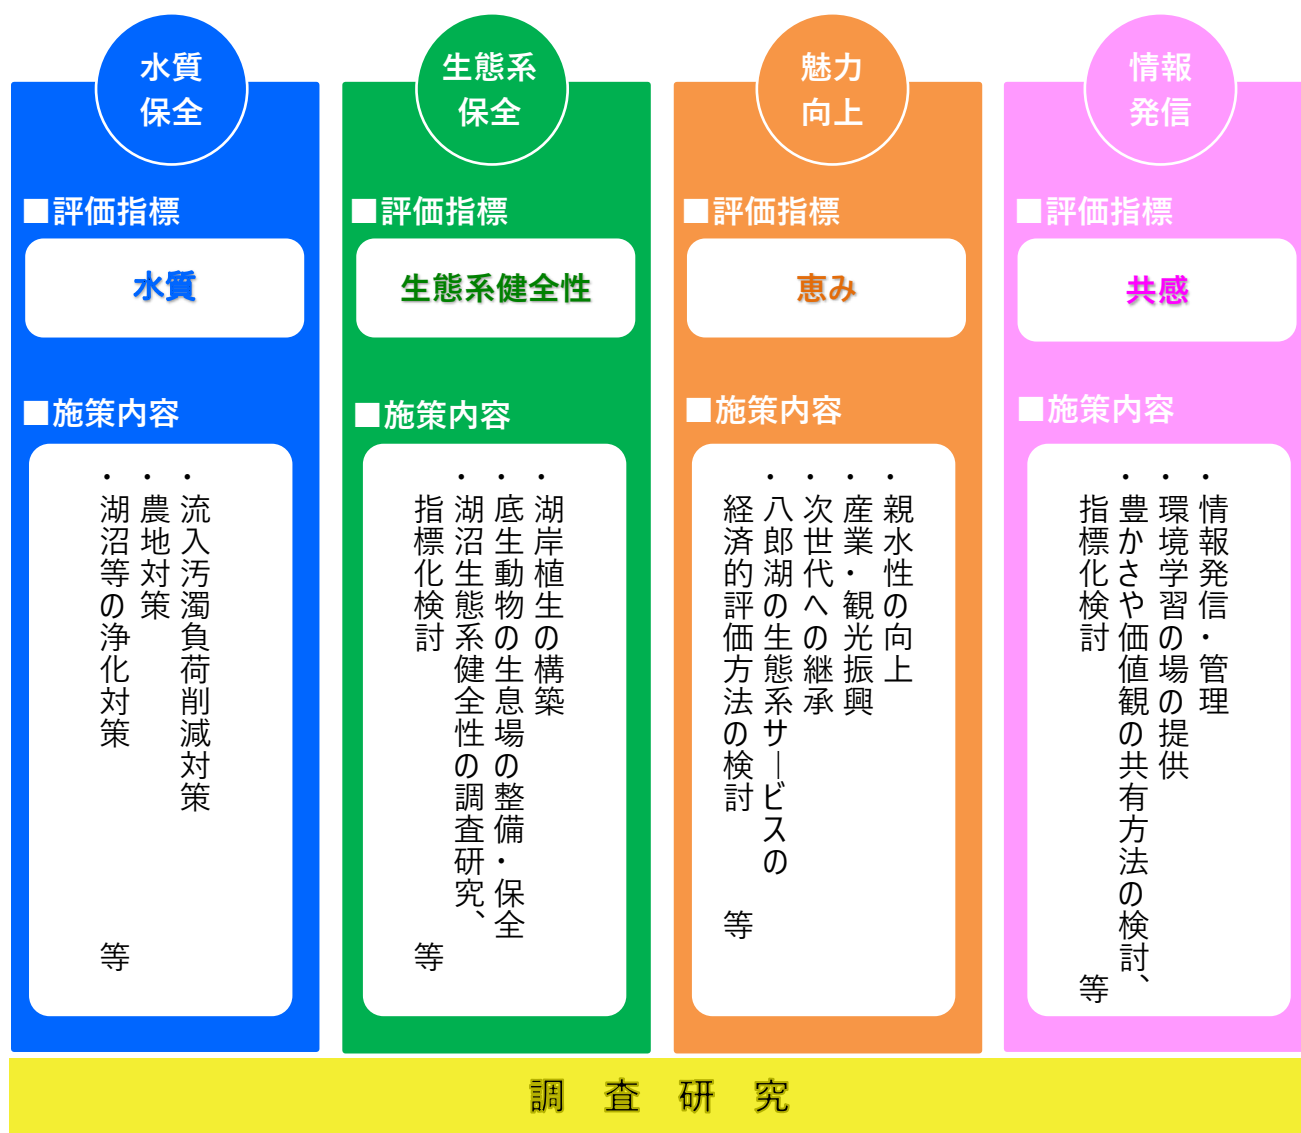 水質
保全
■評価指標
水質
■施策内容
・流入汚濁負荷削減対策
・農地対策
・湖沼等の浄化対策　等
生態系
保全
■評価指標
生態系健全性
■施策内容
・湖岸植生の構築
・底生動物の生息場の整備・保全
・湖沼生態系健全性の調査研究、
指標化検討　等
魅力
向上
■評価指標
恵み
■施策内容
・親水性の向上
・産業・観光振興
・次世代への継承
・八郎湖の生態系サービスの
経済的評価方法の検討　等
情報
発信
■評価指標
共感
■施策内容
・情報発信・管理
・環境学習の場の提供
・豊かさや価値観の共有方法の検討、
指標化検討　等
調　査　研　究